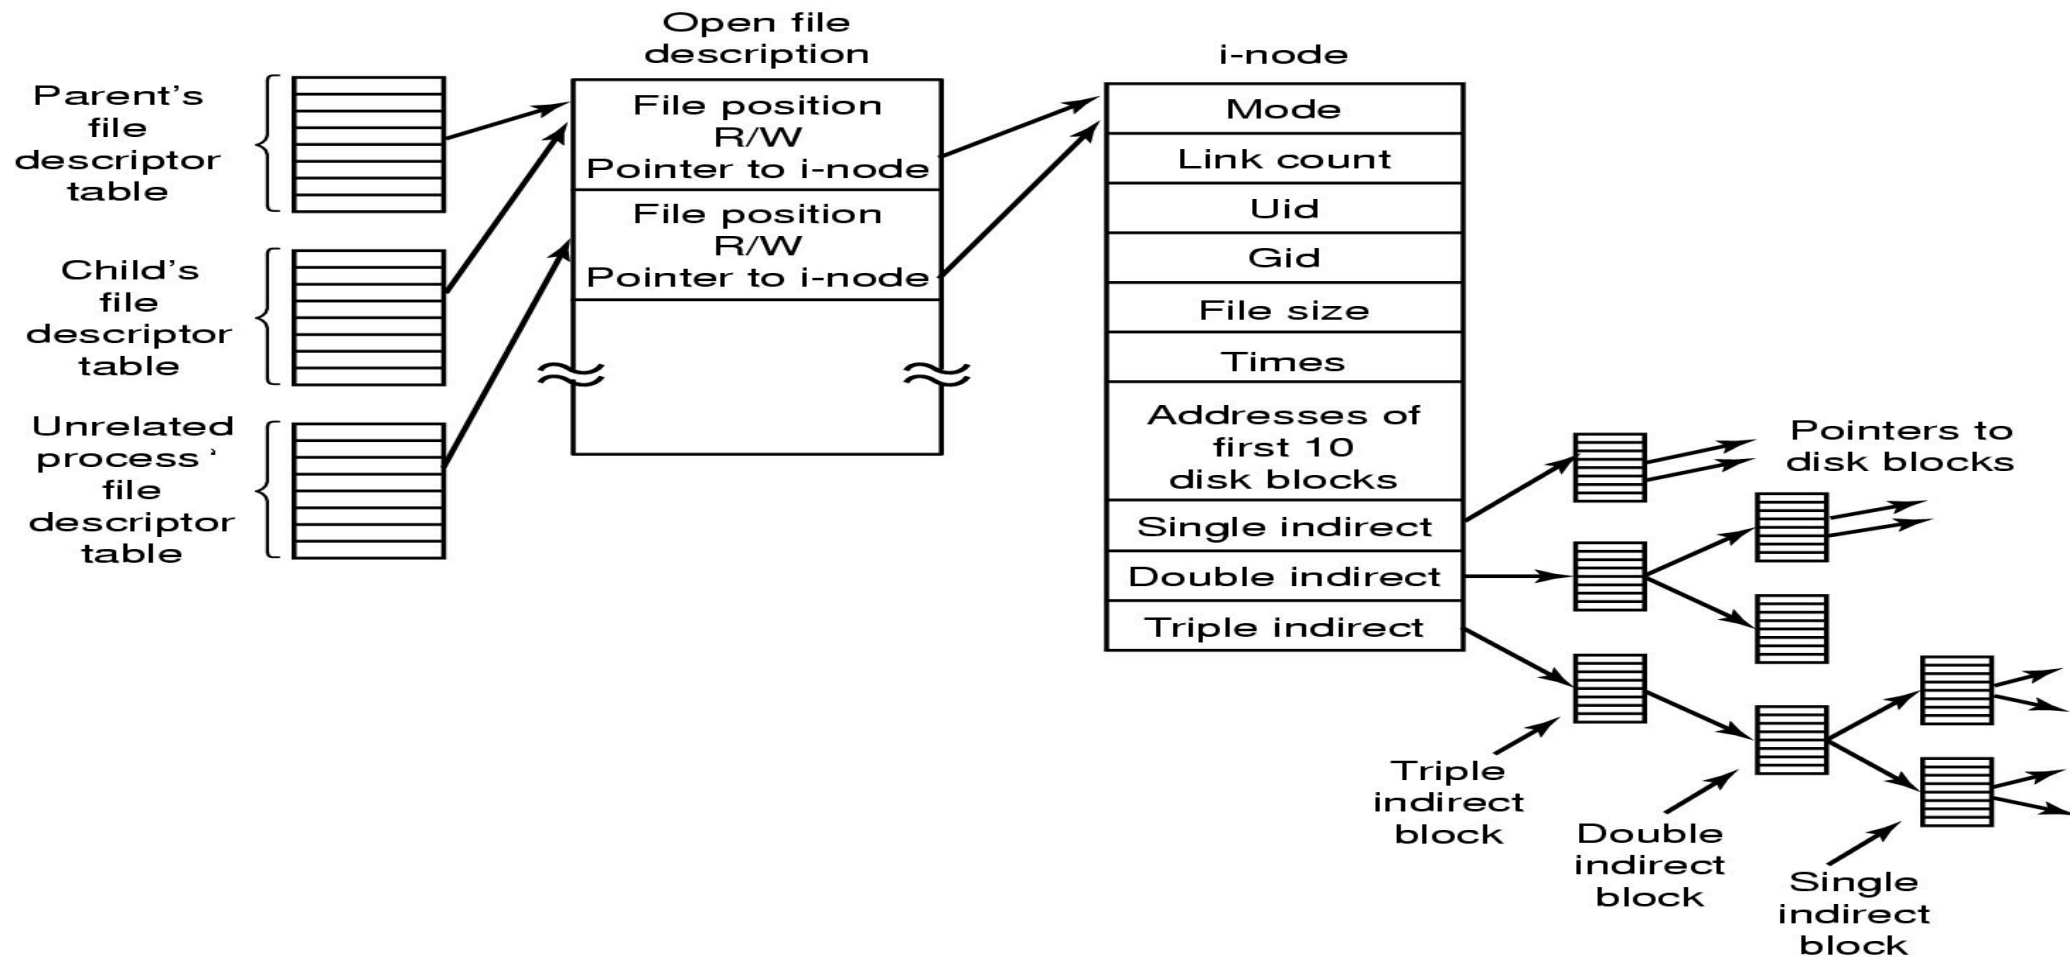 Parent's
file
descriptor
table
Child's
file
descriptor
table
Unrelated
process'
file
descriptor
table
Open file
description
File position
R/W
Pointer to i-node
File position
R/W
Pointer to i-node
i-node
Mode
Link count
Uid
Gid
File size
Times
Addresses of
first 10
disk blocks
Single indirect
Double indirect
Triple indirect
Pointers to
disk blocks
Triple
indirect
block
Double
indirect
block
Single
indirect
block